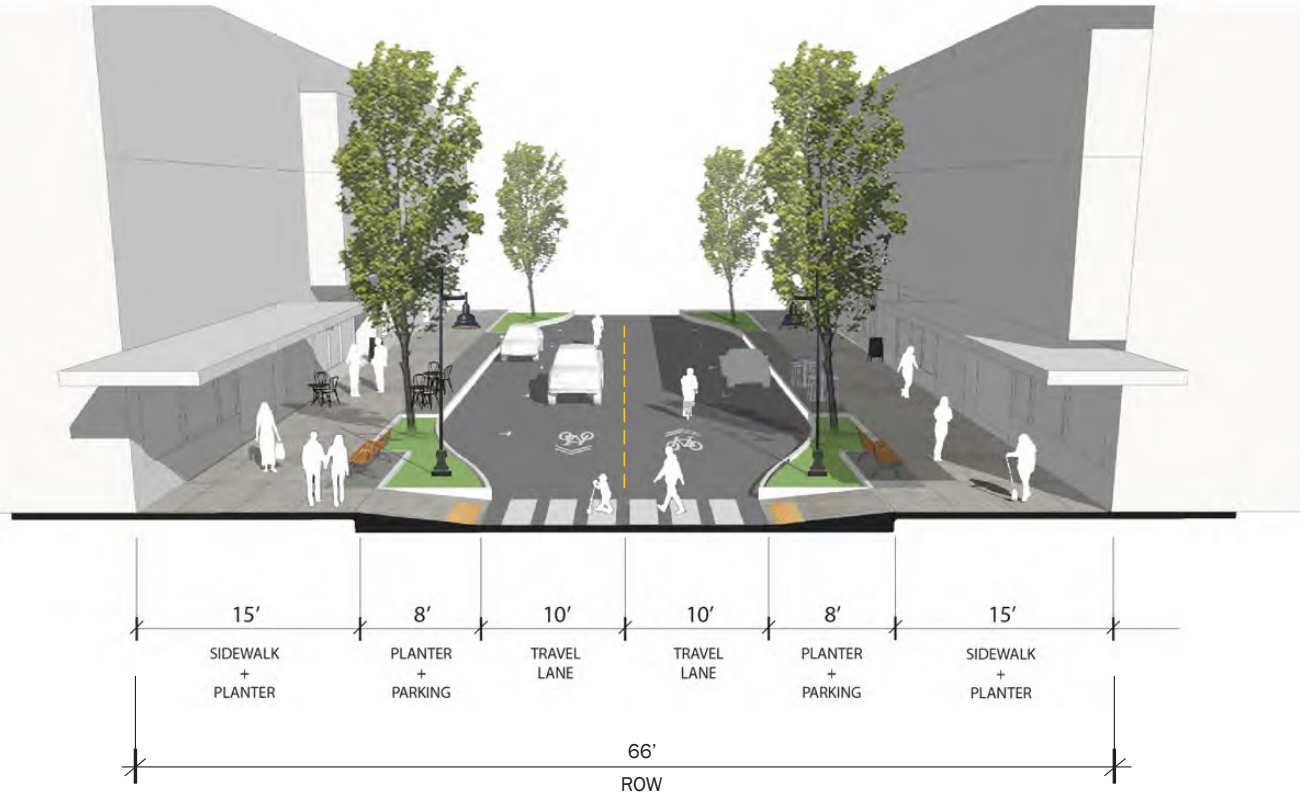 15’ 8’ 10’ 10’ 8’ 15’
SIDEWALK
+
PLANTER
PLANTER
+
PARKING
TRAVEL
LANE
TRAVEL
LANE
PLANTER
+
PARKING
SIDEWALK
+
PLANTER
66’
ROW